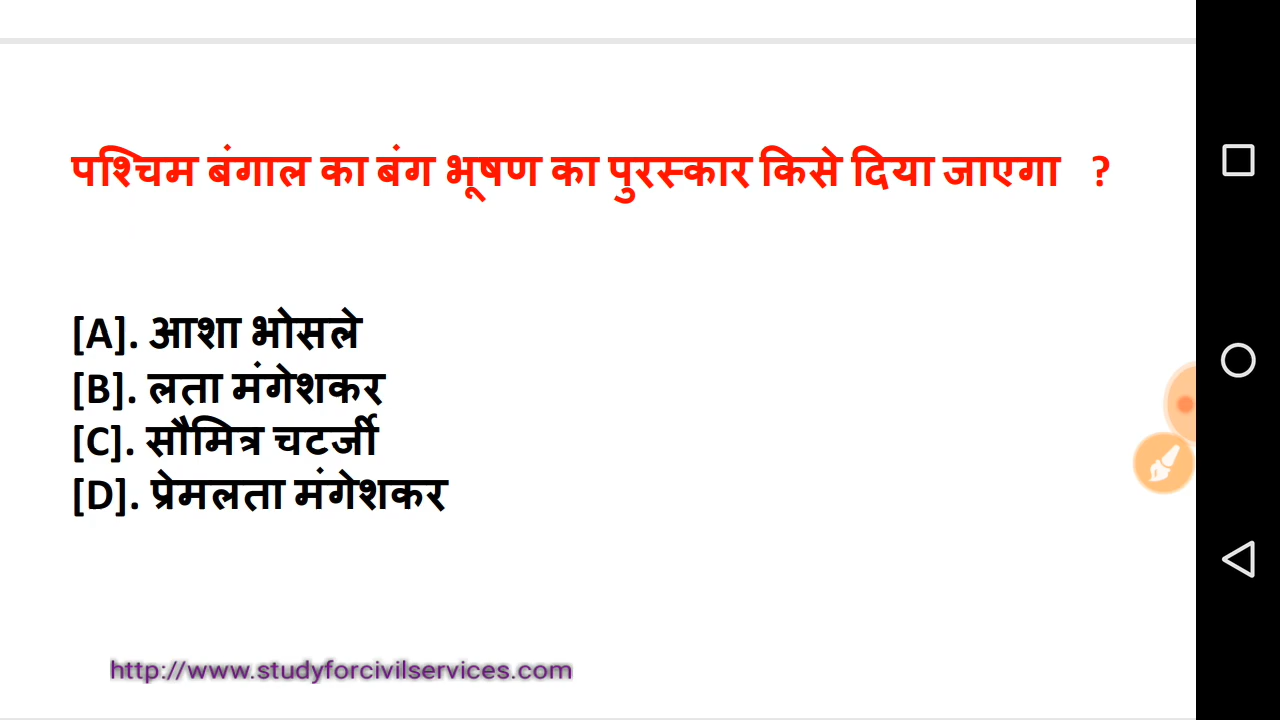 पश्चिम बंगाल का बंग भूषण का पुरस्कार किसे दिया जाएगा ?
[A]. आशा भोसले
[B]. लता मंगेशकर
[C]. सौमित्र चटर्जी
[D]. प्रेमलता मंगेशकर
http://www.studyforcivilservices.com